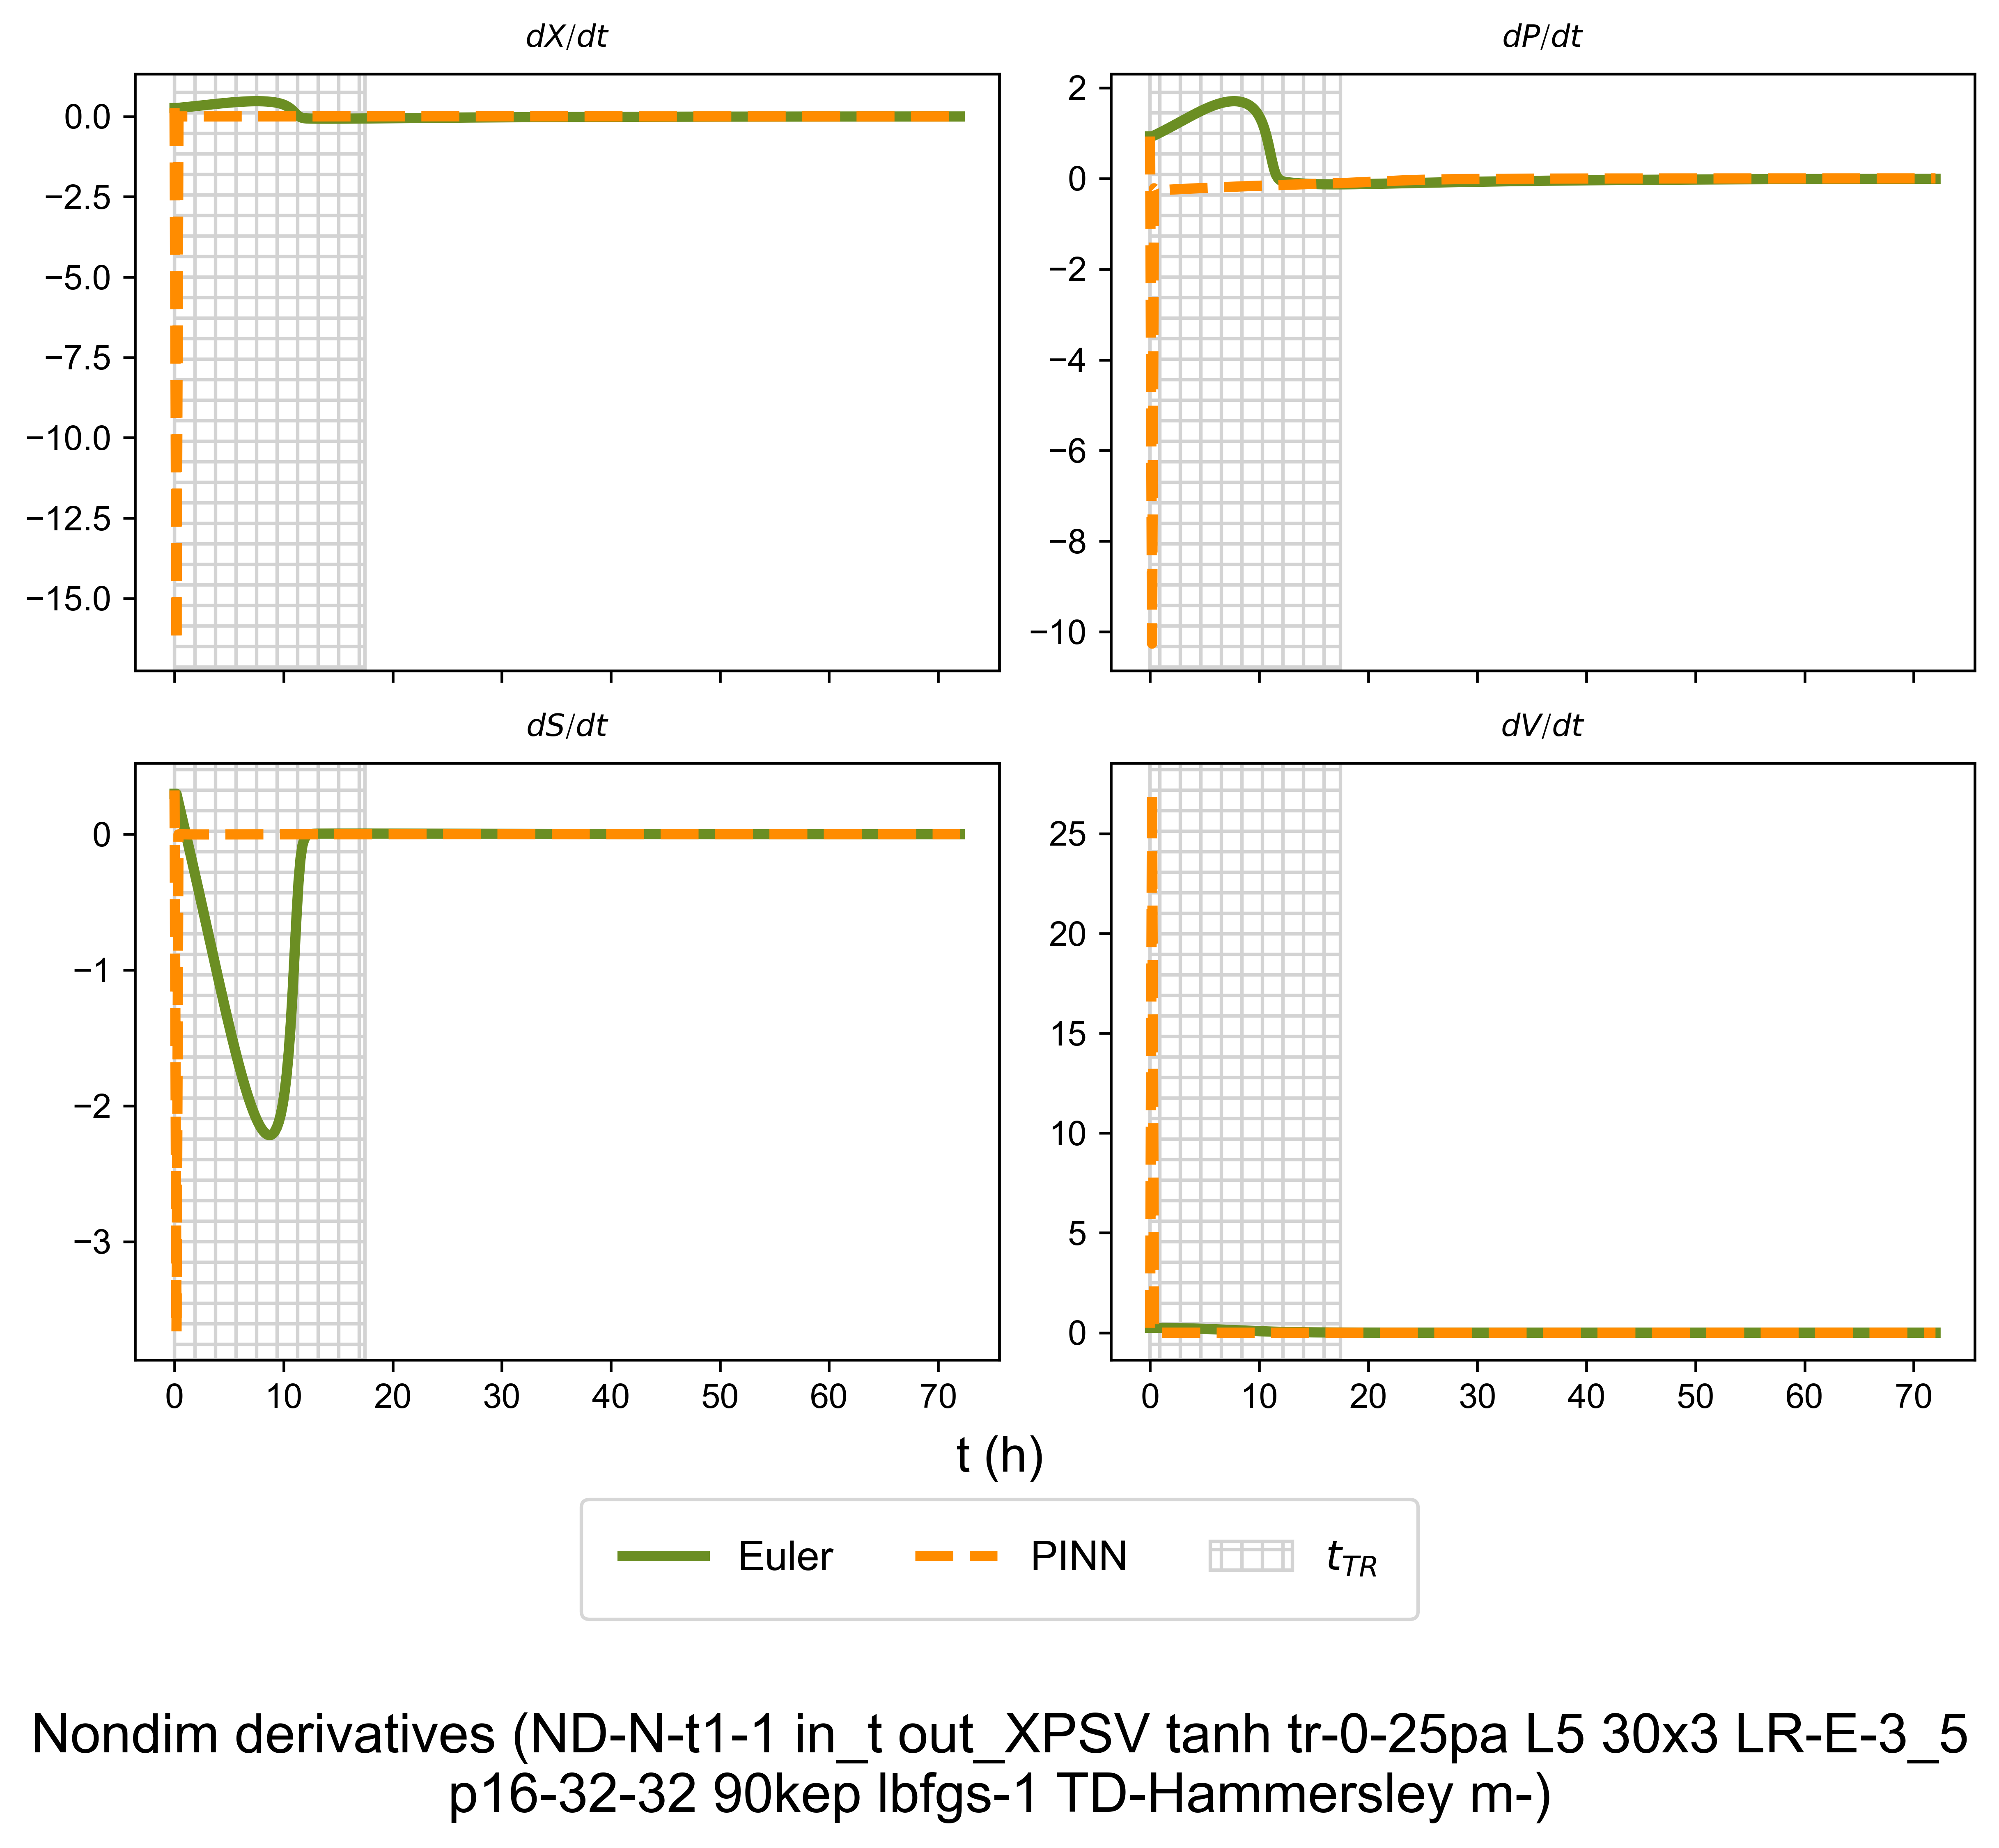 dX/dt
0.0
−2.5
−5.0
−7.5
−10.0
−12.5
−15.0
dP/dt
2
0
−2
−4
−6
−8
−10
dS/dt
0
−1
−2
−3
0 10 20 30 40 50 60 70
dV/dt
25
20
15
10
5
0
0 10 20 30 40 50 60 70
t (h)
Euler PINN t_TR
Nondim derivatives (ND-N-t1-1 in_t out_XPSV tanh tr-0-25pa L5 30x3 LR-E-3_5
p16-32-32 90kep lbfgs-1 TD-Hammersley m-)